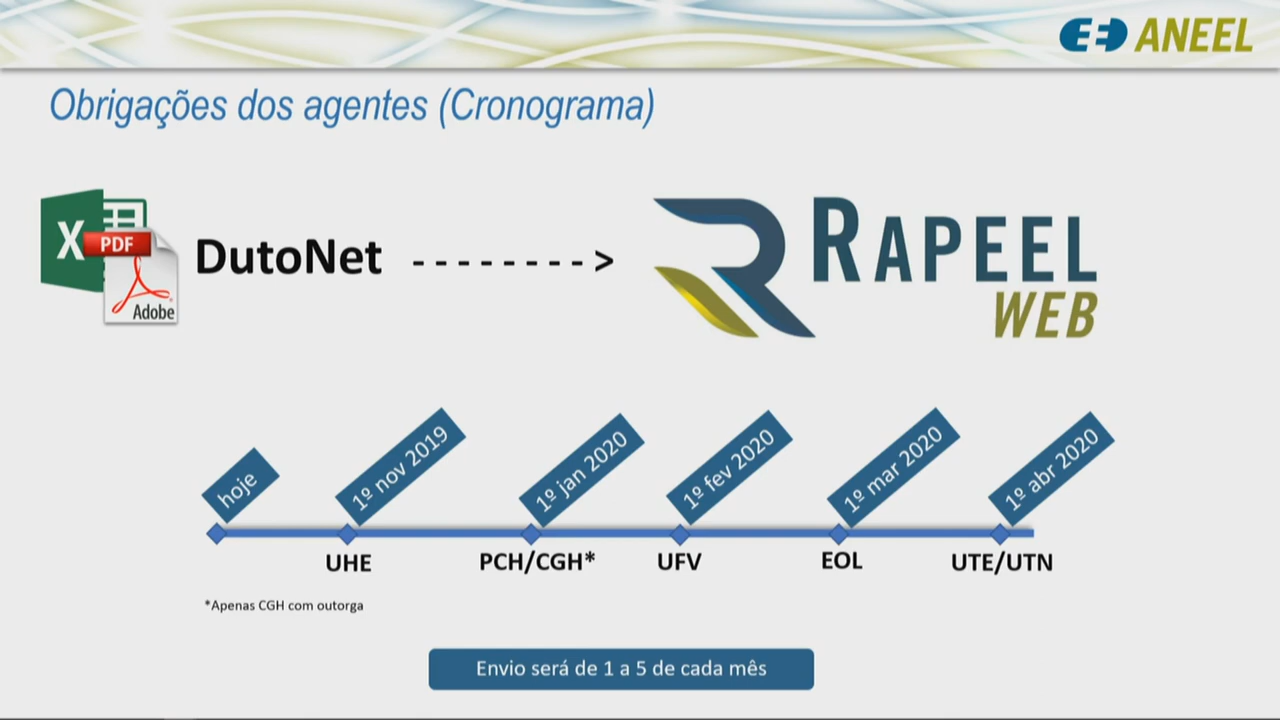 ANEEL
Obrigações dos agentes (Cronograma)
X
PDF
Adobe
DutoNet - - - - - - - - >
RAPEEL
WEB
hoje
1º nov 2019
1º jan 2020
1º fev 2020
1º mar 2020
1º abr 2020
UHE
PCH/CGH*
UFV
EOL
UTE/UTN
*Apenas CGH com outorga
Envio será de 1 a 5 de cada mês